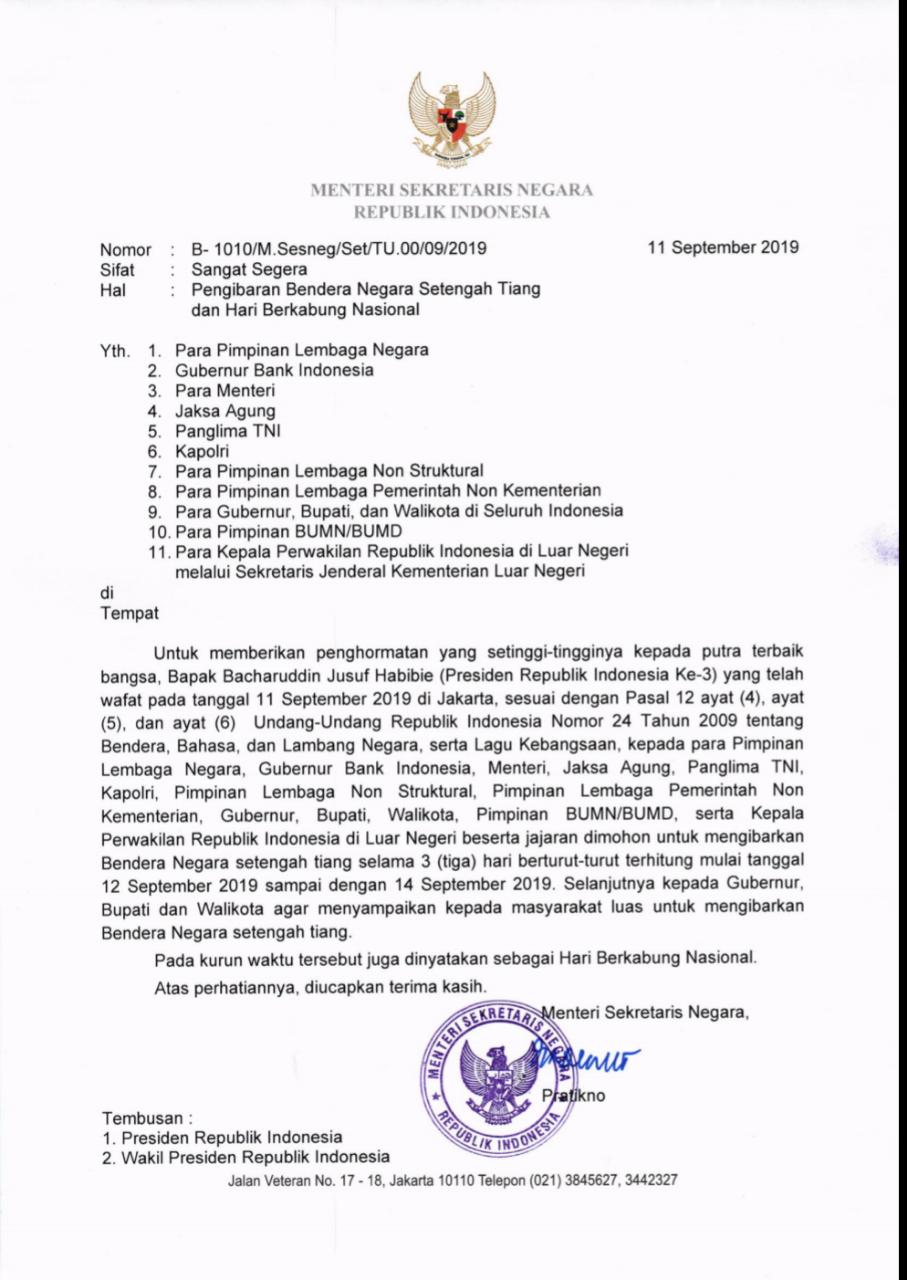 MENTERI SEKRETARIS NEGARA
REPUBLIK INDONESIA
Nomor : B- 1010/M.Sesneg/Set/TU.00/09/2019 11 September 2019
Sifat : Sangat Segera
Hal : Pengibaran Bendera Negara Setengah Tiang
dan Hari Berkabung Nasional
Yth. 1. Para Pimpinan Lembaga Negara
2. Gubernur Bank Indonesia
3. Para Menteri
4. Jaksa Agung
5. Panglima TNI
6. Kapolri
7. Para Pimpinan Lembaga Non Struktural
8. Para Pimpinan Lembaga Pemerintah Non Kementerian
9. Para Gubernur, Bupati, dan Walikota di Seluruh Indonesia
10. Para Pimpinan BUMN/BUMD
11. Para Kepala Perwakilan Republik Indonesia di Luar Negeri
melalui Sekretaris Jenderal Kementerian Luar Negeri
di
Tempat
Untuk memberikan penghormatan yang setinggi-tingginya kepada putra terbaik
bangsa, Bapak Bacharuddin Jusuf Habibie (Presiden Republik Indonesia Ke-3) yang telah
wafat pada tanggal 11 September 2019 di Jakarta, sesuai dengan Pasal 12 ayat (4), ayat
(5), dan ayat (6) Undang-Undang Republik Indonesia Nomor 24 Tahun 2009 tentang
Bendera, Bahasa, dan Lambang Negara, serta Lagu Kebangsaan, kepada para Pimpinan
Lembaga Negara, Gubernur Bank Indonesia, Menteri, Jaksa Agung, Panglima TNI,
Kapolri, Pimpinan Lembaga Non Struktural, Pimpinan Lembaga Pemerintah Non
Kementerian, Gubernur, Bupati, Walikota, Pimpinan BUMN/BUMD, serta Kepala
Perwakilan Republik Indonesia di Luar Negeri beserta jajaran dimohon untuk mengibarkan
Bendera Negara setengah tiang selama 3 (tiga) hari berturut-turut terhitung mulai tanggal
12 September 2019 sampai dengan 14 September 2019. Selanjutnya kepada Gubernur,
Bupati dan Walikota agar menyampaikan kepada masyarakat luas untuk mengibarkan
Bendera Negara setengah tiang.
Pada kurun waktu tersebut juga dinyatakan sebagai Hari Berkabung Nasional.
Atas perhatiannya, diucapkan terima kasih.
Menteri Sekretaris Negara,
MENTERI SEKRETARIS NEGARA
REPUBLIK INDONESIA
Pratikno
Tembusan :
1. Presiden Republik Indonesia
2. Wakil Presiden Republik Indonesia
Jalan Veteran No. 17 - 18, Jakarta 10110 Telepon (021) 3845627, 3442327